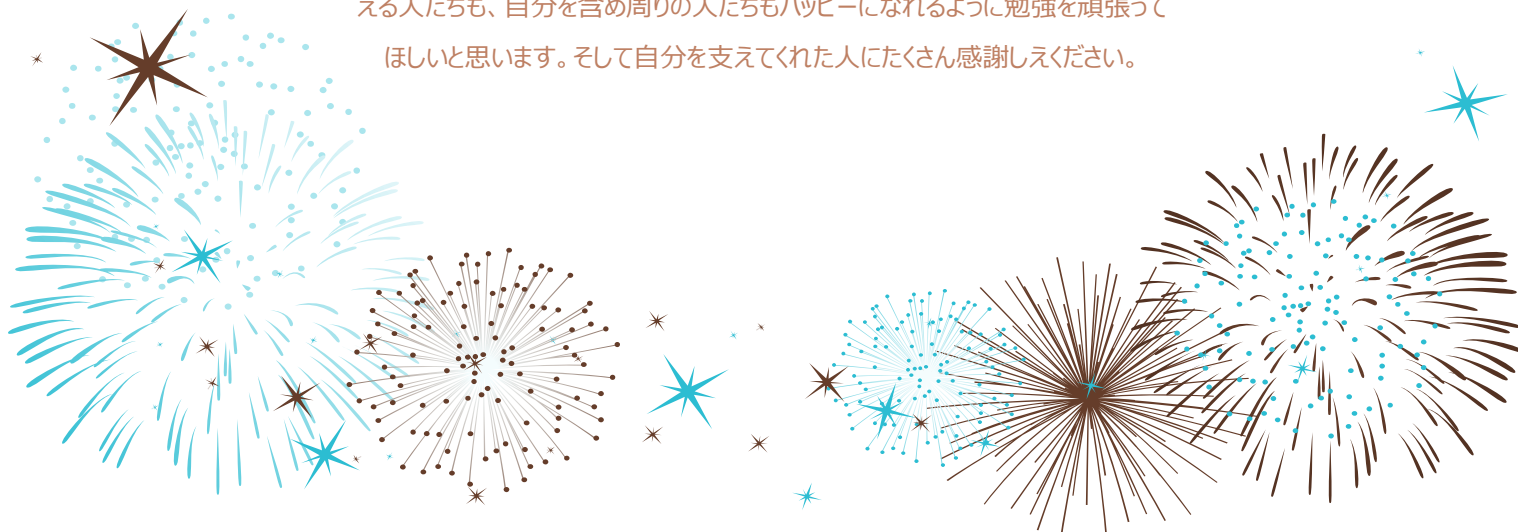 える人たちも、自分を含め周りの人たちもハッピーになれるように勉強を頑張って
ほしいと思います。そして自分を支えてくれた人にたくさん感謝しえください。